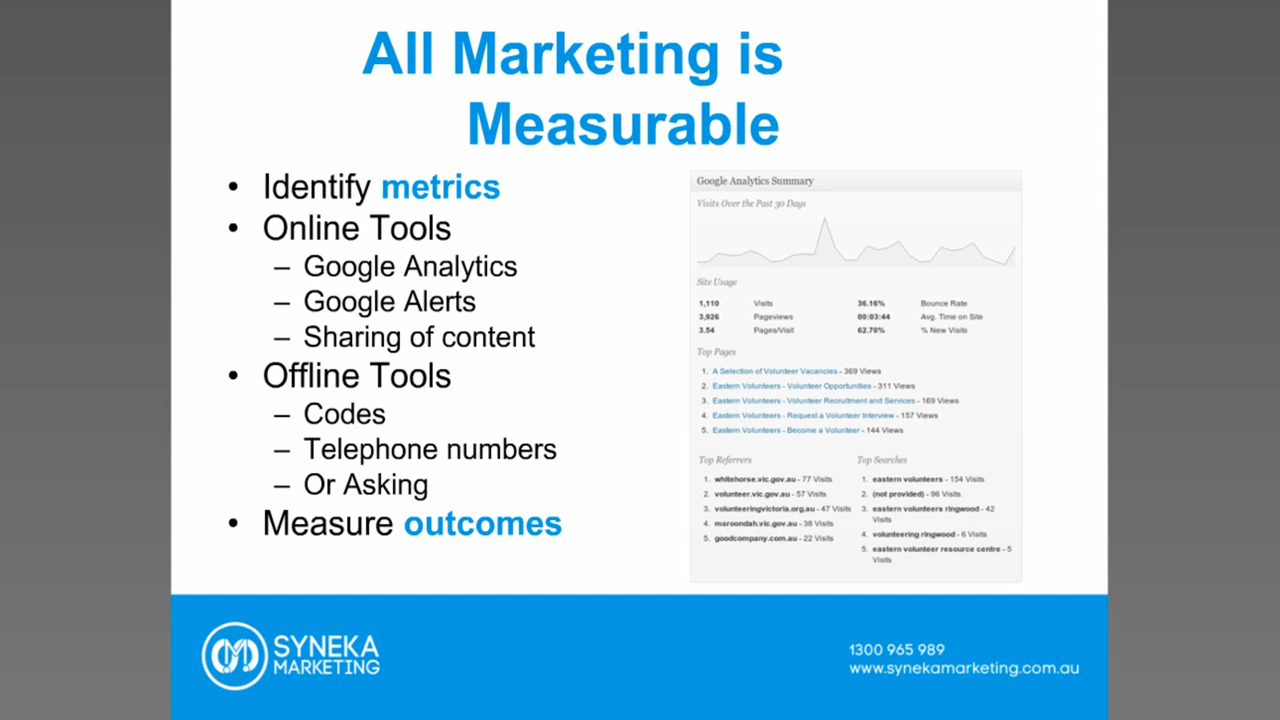 All Marketing is
Measurable
• Identify metrics
• Online Tools
– Google Analytics
– Google Alerts
– Sharing of content
• Offline Tools
– Codes
– Telephone numbers
– Or Asking
• Measure outcomes
Google Analytics Summary
Visits Over the Past 30 Days
Site Usage
1,110 Visits 36.16% Bounce Rate
3,926 Pageviews 00:03:44 Avg. Time on Site
3.54 Pages/Visit 62.70% % New Visits
Top Pages
1. A Selection of Volunteer Vacancies - 369 Views
2. Eastern Volunteers - Volunteer Opportunities - 311 Views
3. Eastern Volunteers - Volunteer Recruitment and Services - 169 Views
4. Eastern Volunteers - Request a Volunteer Interview - 157 Views
5. Eastern Volunteers - Become a Volunteer - 144 Views
Top Referrers
1. whitehorse.vic.gov.au - 77 Visits
2. volunteer.vic.gov.au - 57 Visits
3. volunteeringvictoria.org.au - 47 Visits
4. maroondah.vic.gov.au - 38 Visits
5. goodcompany.com.au - 22 Visits
Top Searches
1. eastern volunteers - 154 Visits
2. (not provided) - 96 Visits
3. eastern volunteers ringwood - 42
Visits
4. volunteering ringwood - 6 Visits
5. eastern volunteer resource centre - 5
Visits
SYNEKA
MARKETING
1300 965 989
www.synekamarketing.com.au